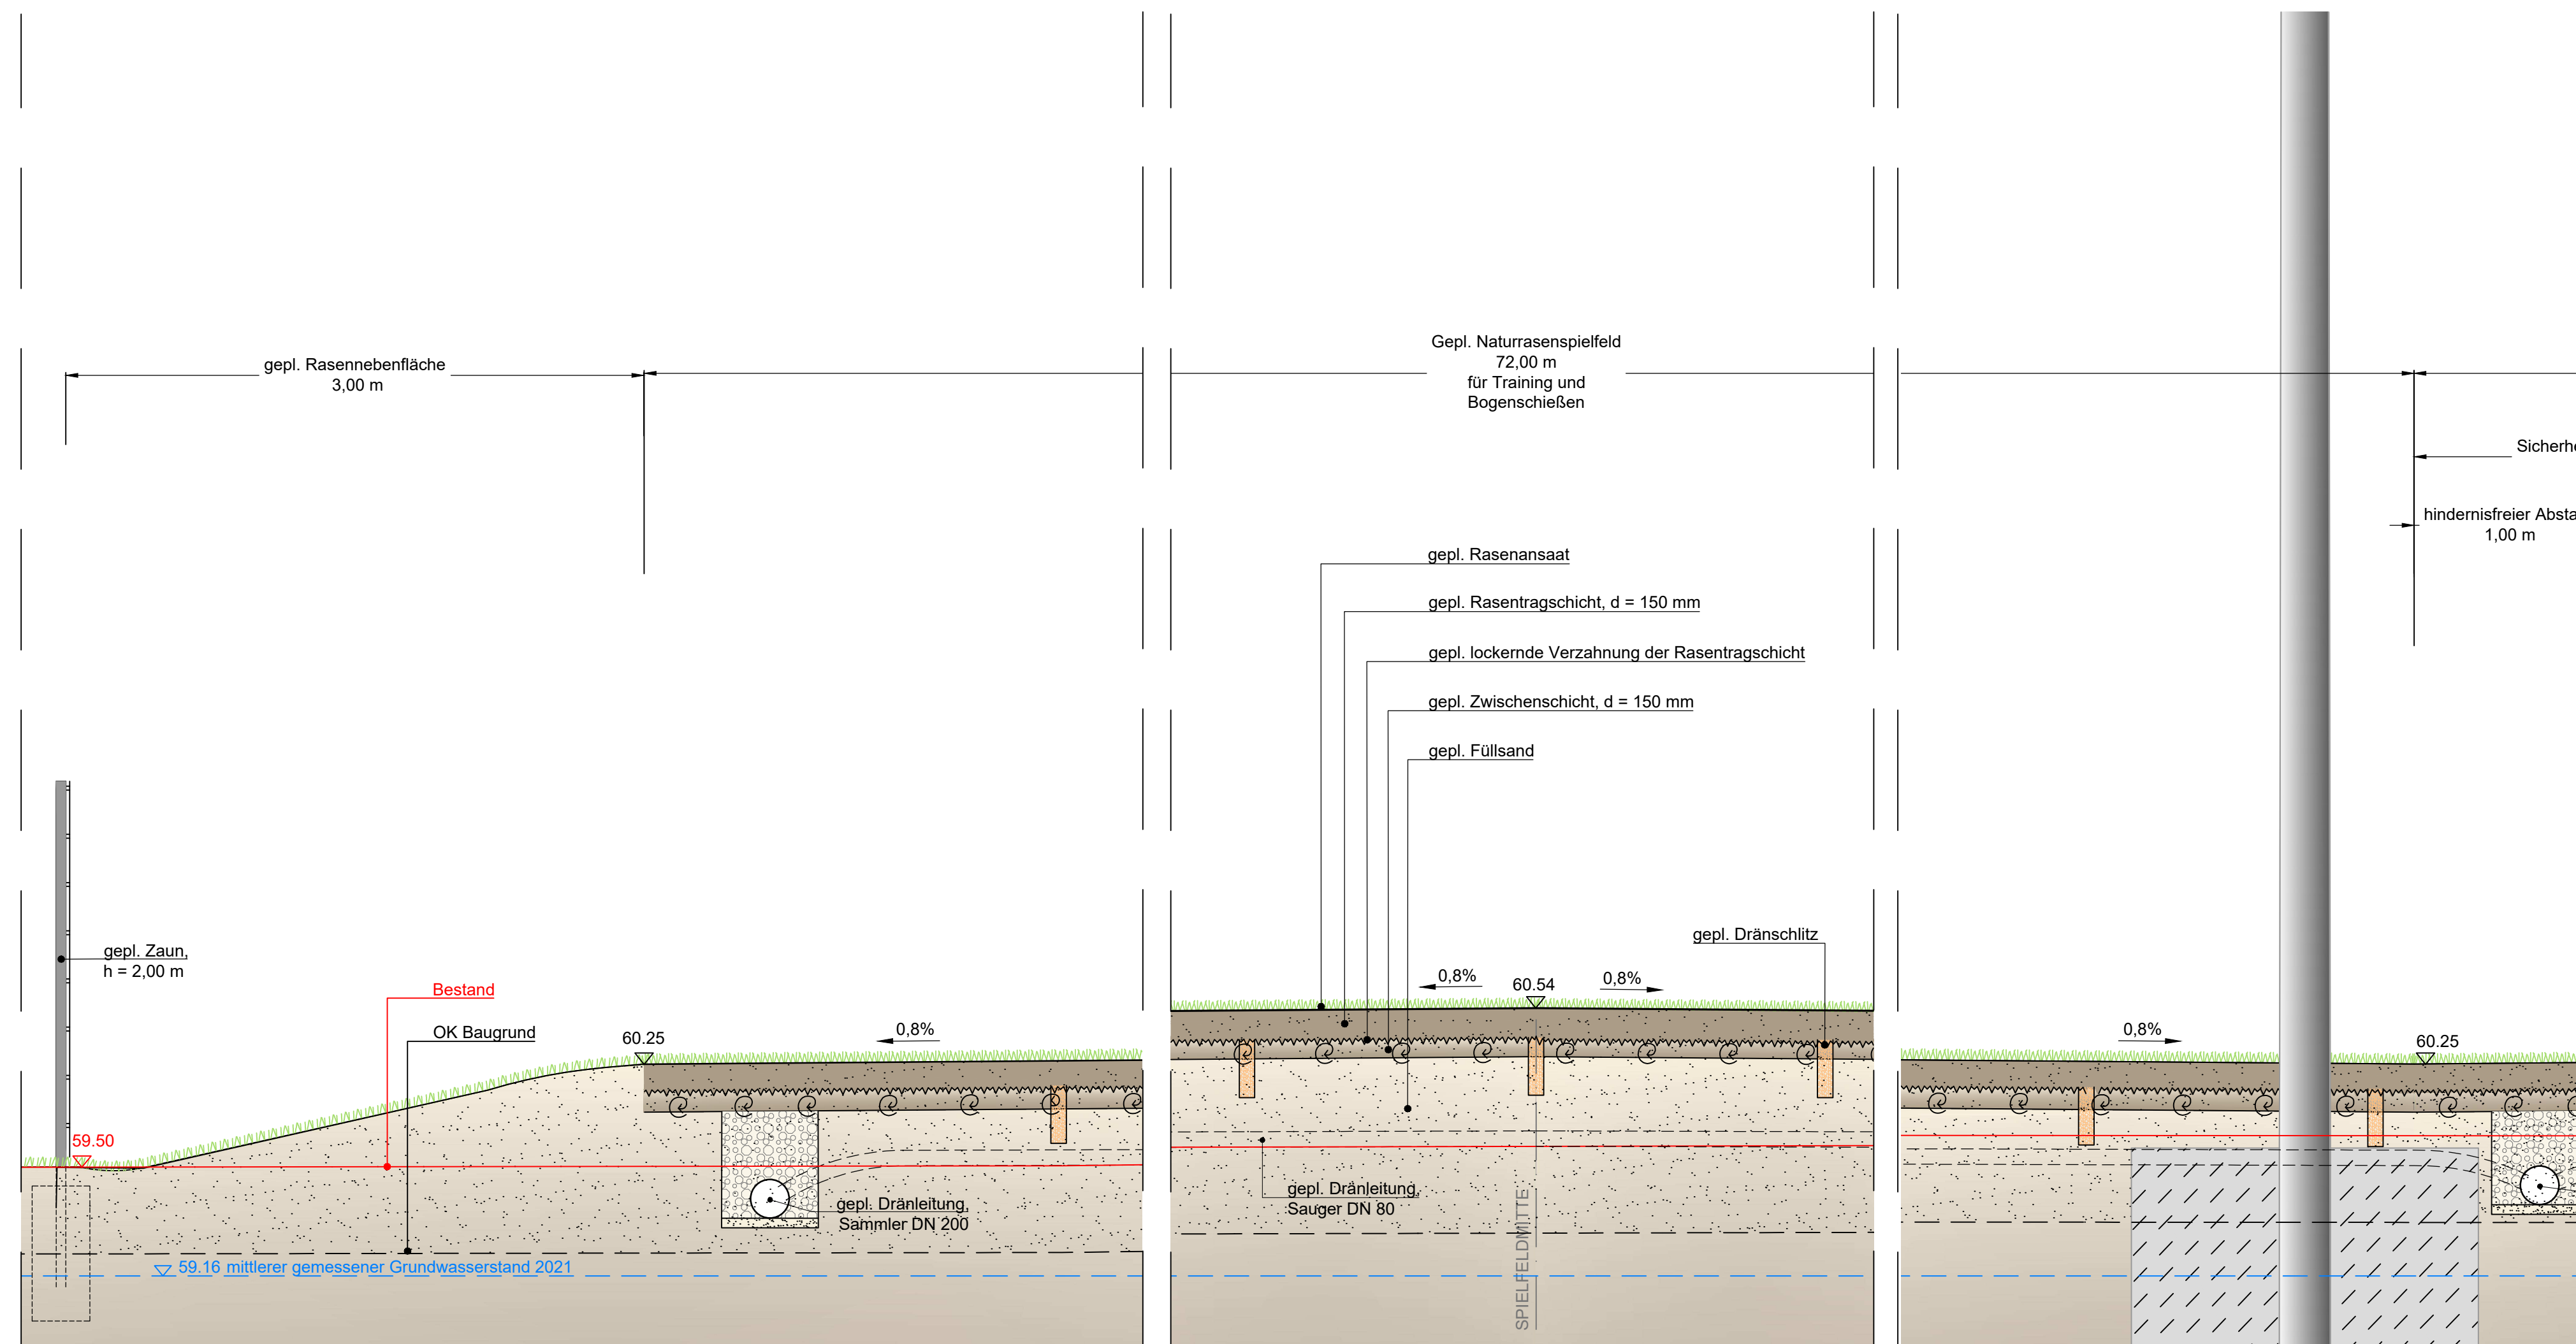 gepl. Rasennebenfläche
3,00 m
Gepl. Naturrasenspielfeld
72,00 m
für Training und
Bogenschießen
Sicherhe
hindernisfreier Absta
1,00 m
gepl. Rasenansaat
gepl. Rasentragschicht, d = 150 mm
gepl. lockernde Verzahnung der Rasentragschicht
gepl. Zwischenschicht, d = 150 mm
gepl. Füllsand
gepl. Dränschlitz
gepl. Zaun,
h = 2,00 m
Bestand
OK Baugrund
60.25
0,8%
0,8%
60.54
0,8%
0,8%
60.25
59.50
gepl. Dränleitung,
Sammler DN 200
gepl. Dränleitung,
Sauger DN 80
SPIELFELDMITTE
59.16 mittlerer gemessener Grundwasserstand 2021